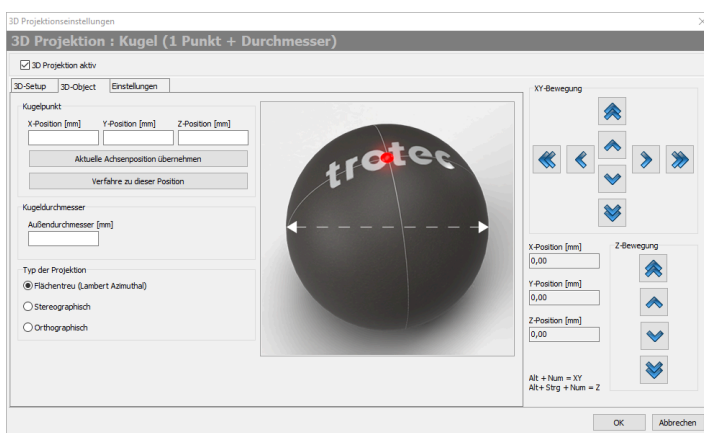 3D Projektionseinstellungen
3D Projektion : Kugel (1 Punkt + Durchmesser)
3D Projektion aktiv
3D-Setup 3D-Object Einstellungen
Kugelpunkt
X-Position [mm] Y-Position [mm] Z-Position [mm]
Aktuelle Achsenposition übernehmen
Verfahre zu dieser Position
Kugeldurchmesser
Außendurchmesser [mm]
Typ der Projektion
Flächentreu (Lambert Azimuthal)
Stereographisch
Orthographisch
trotec
XY-Bewegung
X-Position [mm]
0,00
Y-Position [mm]
0,00
Z-Position [mm]
0,00
Z-Bewegung
Alt + Num = XY
Alt+ Strg + Num = Z
OK Abbrechen